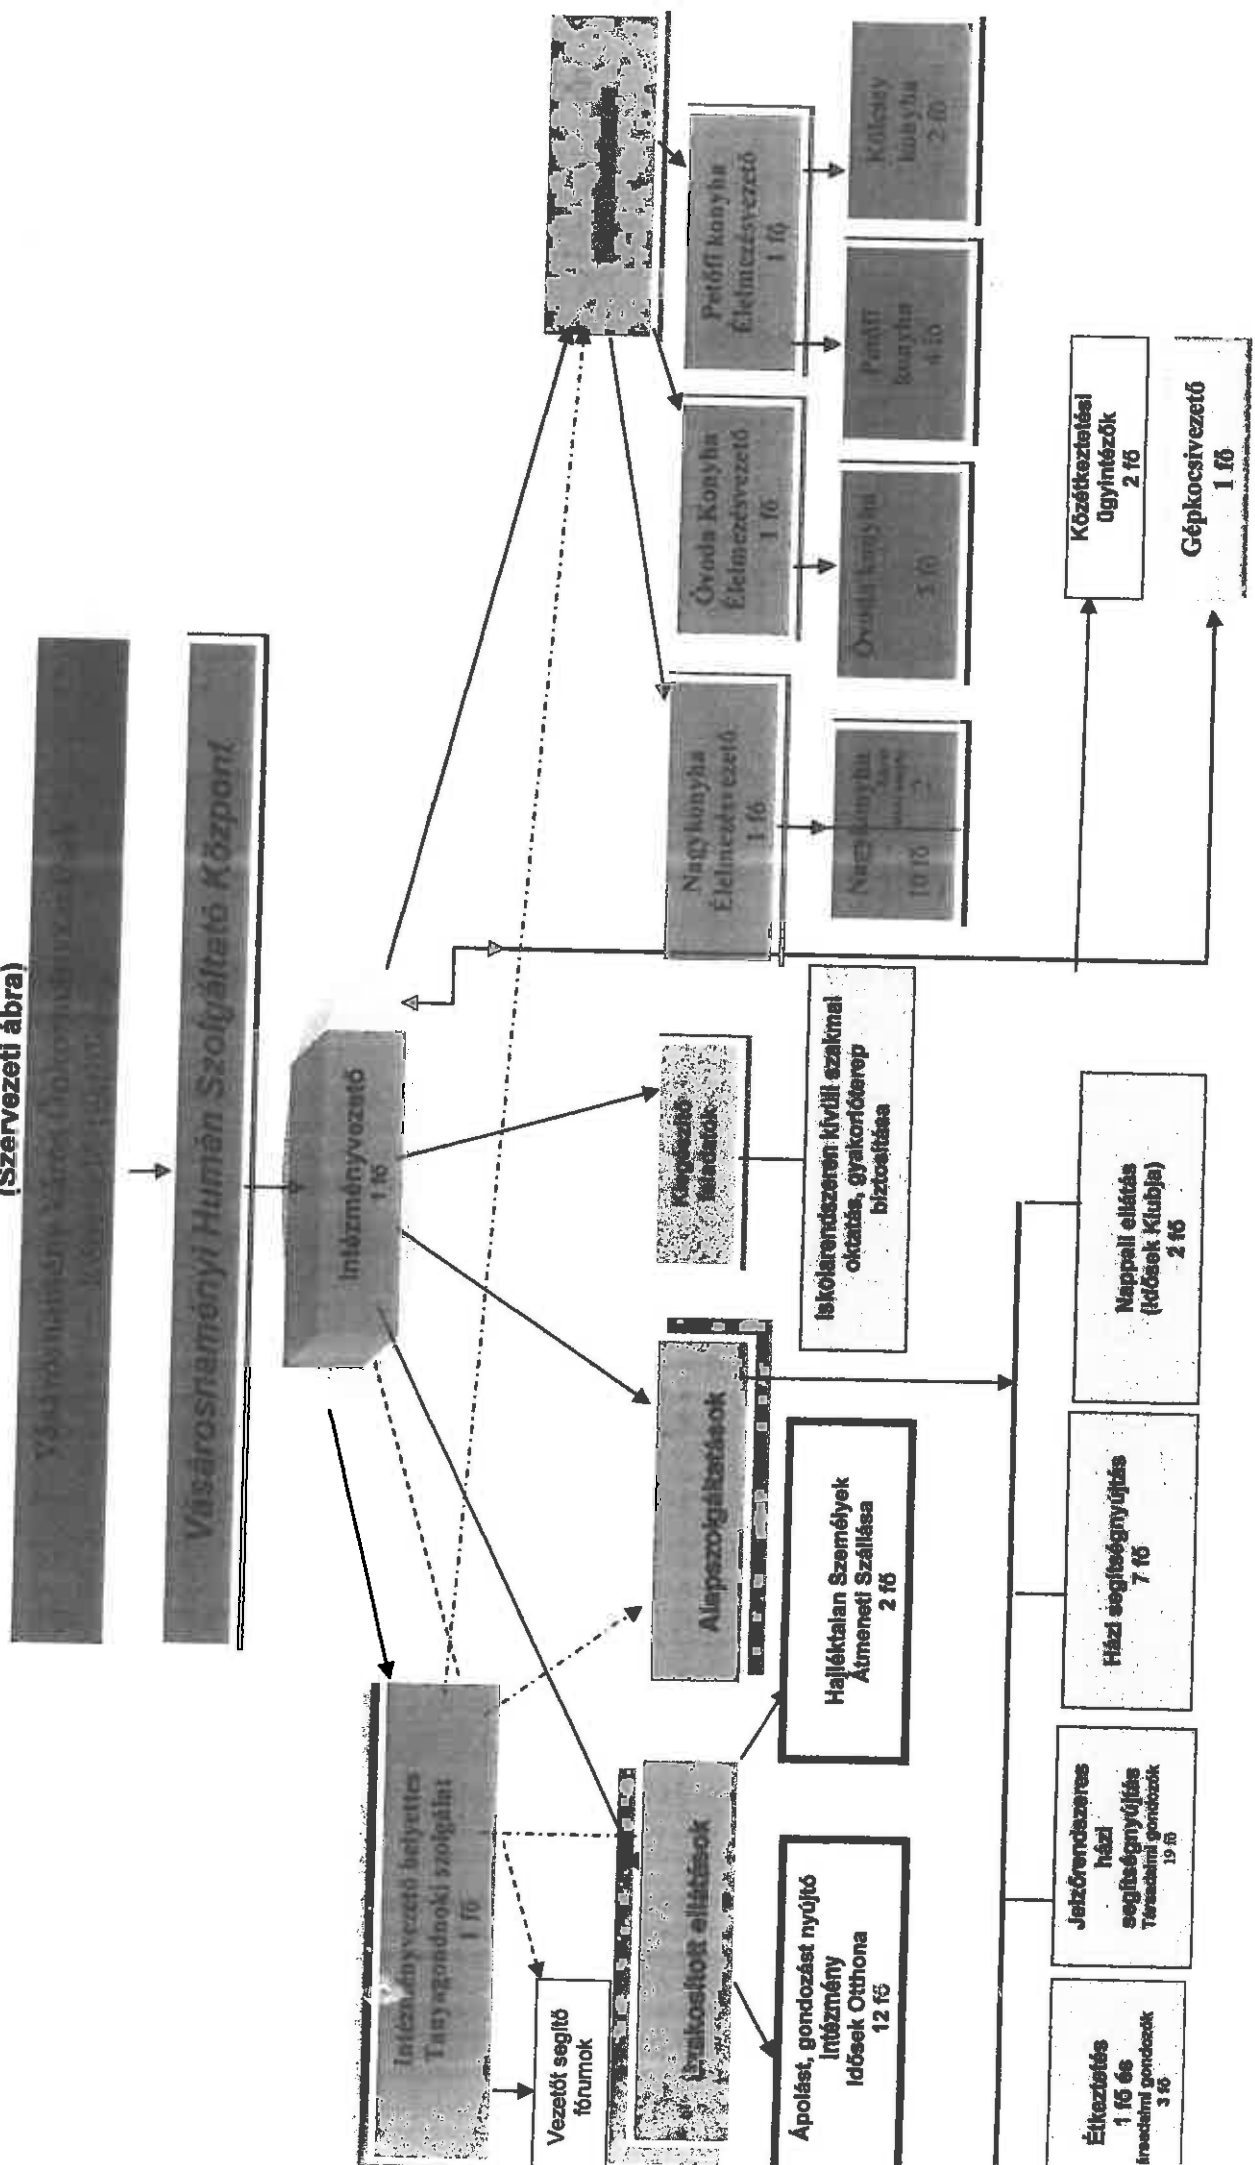 (Szervezeti ábra)
Vásárosnaményi Humán Szolgáltató Központ
Intézményvezető
1 fő
Intézményvezető helyettes
Tanyagondnoki szolgálat
1 fő
Vezetőt segítő
fórumok
Szakosított ellátások
Alapszolgáltatások
Kiegészítő
feladatok
Ápolást, gondozást nyújtó
Intézmény
Idősek Otthona
12 fő
Hajléktalan Személyek
Átmeneti Szállása
2 fő
Iskolarendszeren kívüli szakmai
oktatás, gyakorlóterep
biztosítása
Étkeztetés
1 fő és
társadalmi gondozók
3 fő
Jelzőrendszeres
házi
segítségnyújtás
Társadalmi gondozók
19 fő
Házi segítségnyújtás
7 fő
Nappali ellátás
(Idősek Klubja)
2 fő
Nagykonyha
Élelmezésvezető
1 fő
Óvoda Konyha
Élelmezésvezető
1 fő
Petőfi konyha
Élelmezésvezető
1 fő
Nagykonyha
10 fő
Óvoda konyha
5 fő
Petőfi
konyha
4 fő
Kölcsey
konyha
2 fő
Közétkeztetési
ügyintézők
2 fő
Gépkocsivezető
1 fő